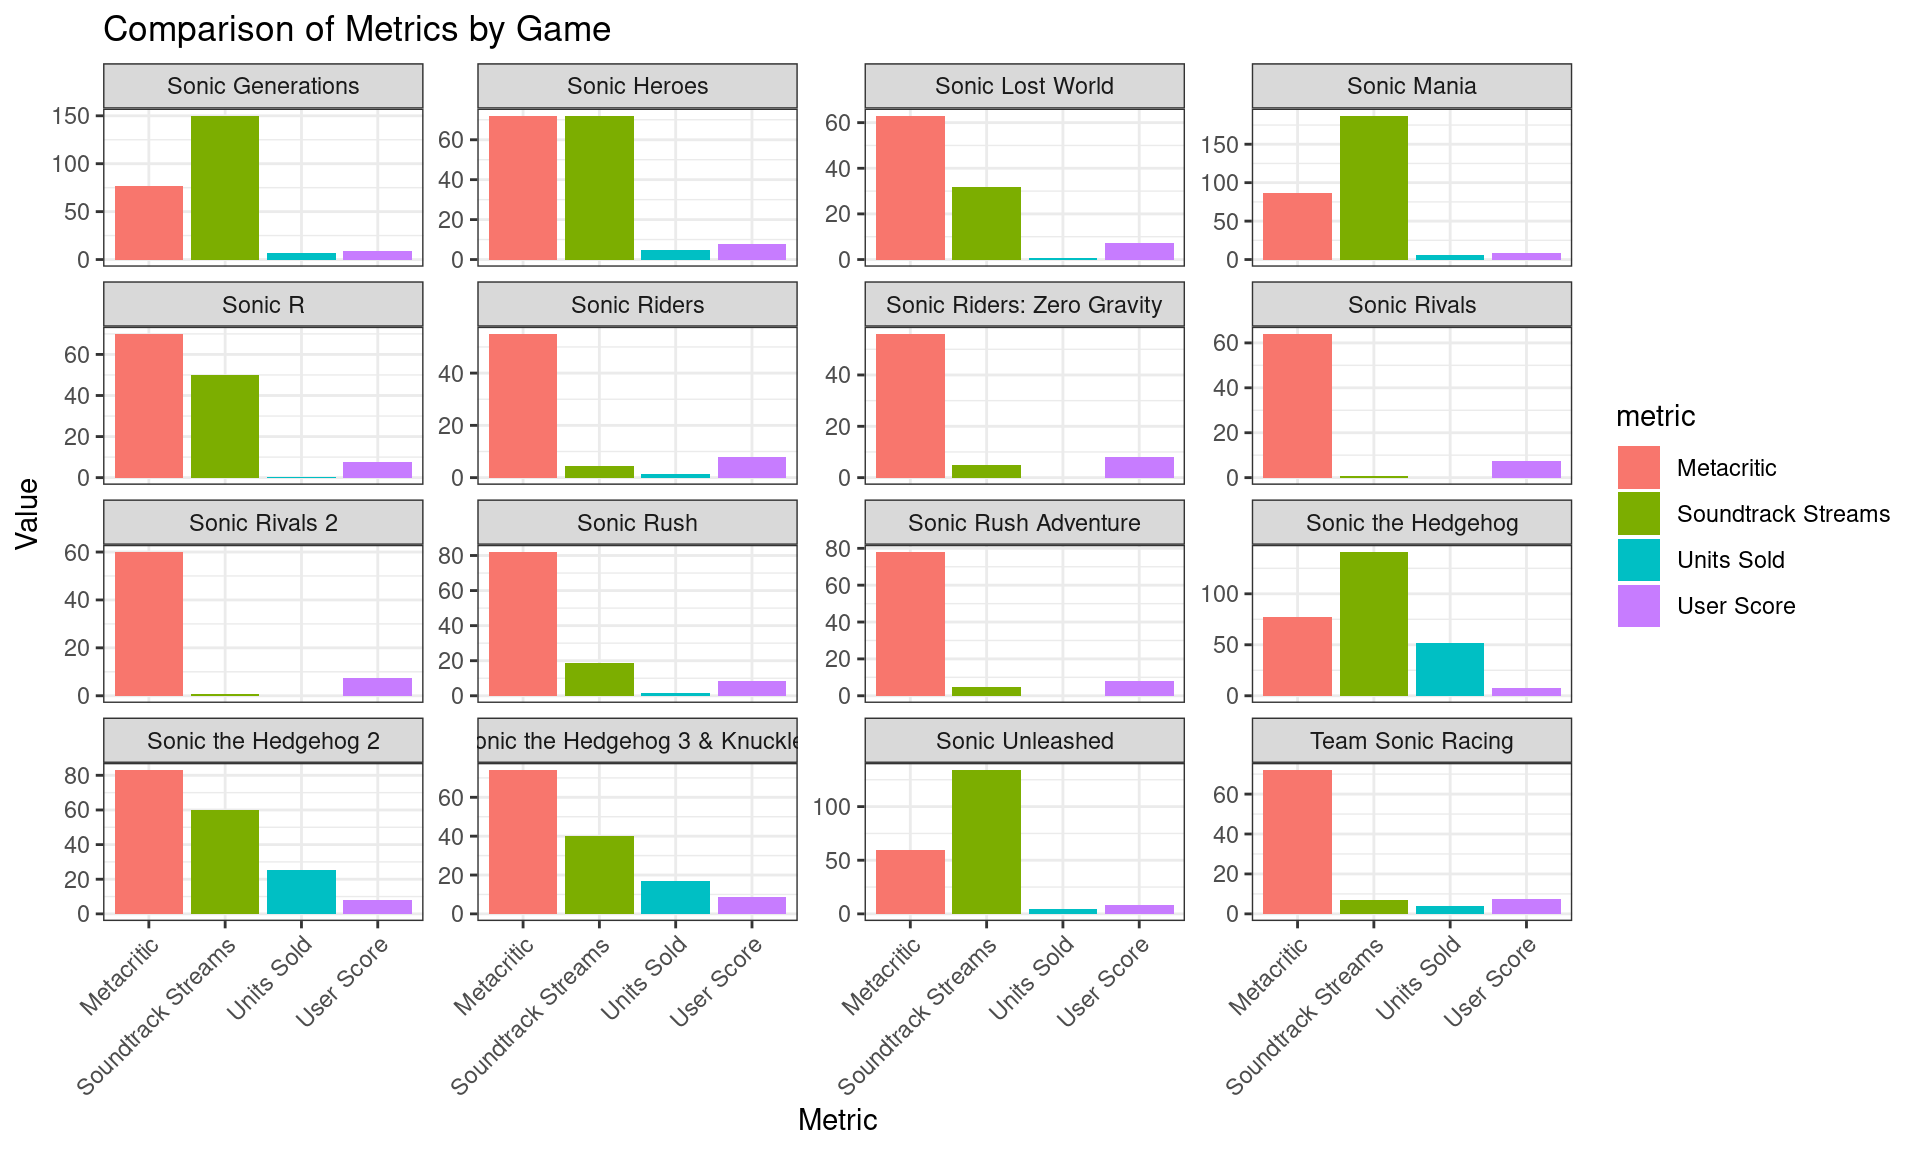 Comparison of Metrics by Game
Sonic Generations
Sonic Heroes
Sonic Lost World
Sonic Mania
150
100
50
0
60
40
20
0
60
40
20
0
150
100
50
0
Sonic R
Sonic Riders
Sonic Riders: Zero Gravity
Sonic Rivals
60
40
20
0
40
20
0
40
20
0
60
40
20
0
Sonic Rivals 2
Sonic Rush
Sonic Rush Adventure
Sonic the Hedgehog
60
40
20
0
80
60
40
20
0
80
60
40
20
0
100
50
0
Sonic the Hedgehog 2
onic the Hedgehog 3 & Knuckle
Sonic Unleashed
Team Sonic Racing
80
60
40
20
0
60
40
20
0
100
50
0
60
40
20
0
Metacritic
Soundtrack Streams
Units Sold
User Score
Metacritic
Soundtrack Streams
Units Sold
User Score
Metacritic
Soundtrack Streams
Units Sold
User Score
Metacritic
Soundtrack Streams
Units Sold
User Score
Metric
Value
metric
Metacritic
Soundtrack Streams
Units Sold
User Score